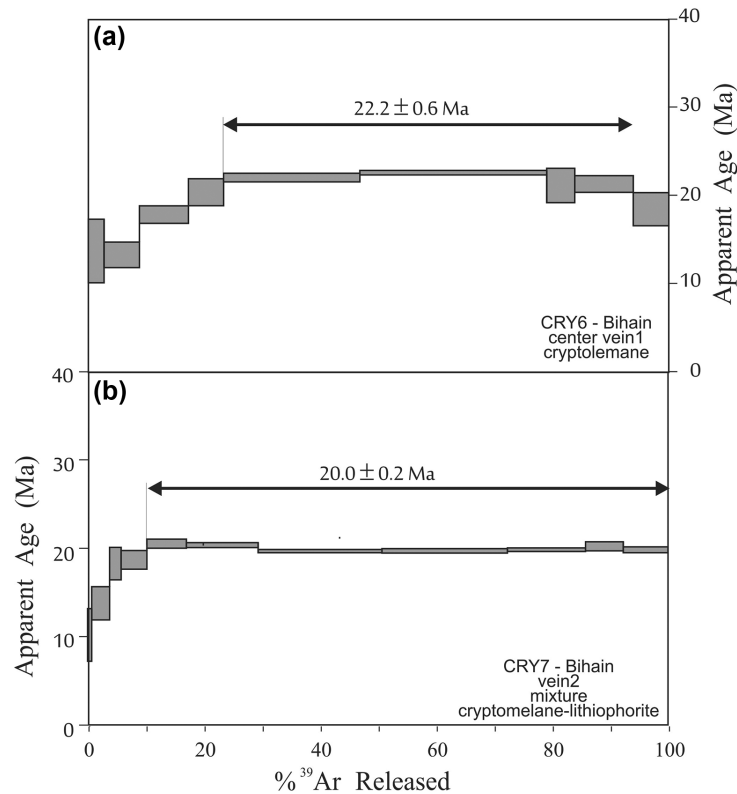 (a)
40
22.2 ± 0.6 Ma
30
20
10
0
Apparent Age (Ma)
CRY6 - Bihain
center vein1
cryptolemane
(b)
40
20.0 ± 0.2 Ma
30
20
10
0
Apparent Age (Ma)
CRY7 - Bihain
vein2
mixture
cryptomelane-lithiophorite
0 20 40 60 80 100
% ³⁹Ar Released